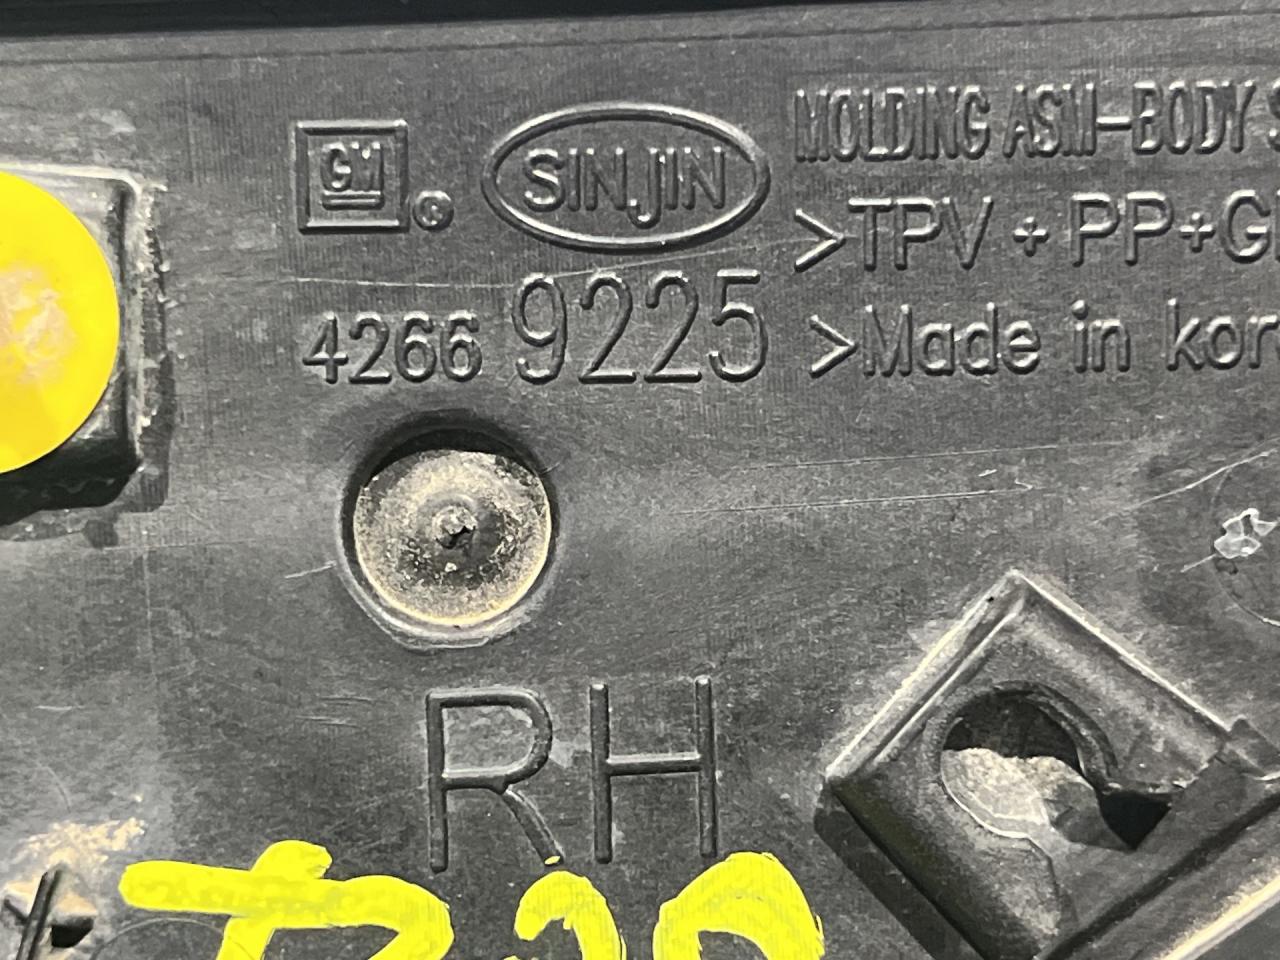 GM ® SINJIN
MOLDING ASM-BODY S
>TPV + PP+G
4266 9225
>Made in kor
RH